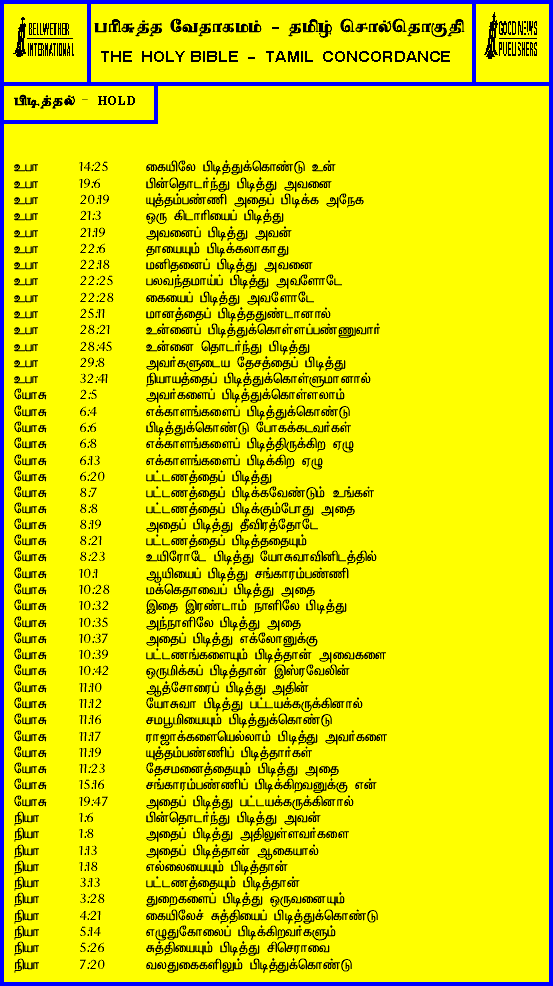 BELLWETHER
INTERNATIONAL
பரிசுத்த வேதாகமம் - தமிழ் சொல்தொகுதி
THE HOLY BIBLE - TAMIL CONCORDANCE
GOOD NEWS
PUBLISHERS
பிடித்தல் - HOLD
உபா 14:25 கையிலே பிடித்துக்கொண்டு உன்
உபா 19:6 பின்தொடர்ந்து பிடித்து அவனை
உபா 20:19 யுத்தம்பண்ணி அதைப் பிடிக்க அநேக
உபா 21:3 ஒரு கிடாரியைப் பிடித்து
உபா 21:19 அவனைப் பிடித்து அவன்
உபா 22:6 தாயையும் பிடிக்கலாகாது
உபா 22:18 மனிதனைப் பிடித்து அவனை
உபா 22:25 பலவந்தமாய்ப் பிடித்து அவளோடே
உபா 22:28 கையைப் பிடித்து அவளோடே
உபா 25:11 மானத்தைப் பிடித்ததுண்டானால்
உபா 28:21 உன்னைப் பிடித்துக்கொள்ளப்பண்ணுவார்
உபா 28:45 உன்னை தொடர்ந்து பிடித்து
உபா 29:8 அவர்களுடைய தேசத்தைப் பிடித்து
உபா 32:41 நியாயத்தைப் பிடித்துக்கொள்ளுமானால்
யோசு 2:5 அவர்களைப் பிடித்துக்கொள்ளலாம்
யோசு 6:4 எக்காளங்களைப் பிடித்துக்கொண்டு
யோசு 6:6 பிடித்துக்கொண்டு போகக்கடவர்கள்
யோசு 6:8 எக்காளங்களைப் பிடித்திருக்கிற ஏழு
யோசு 6:13 எக்காளங்களைப் பிடிக்கிற ஏழு
யோசு 6:20 பட்டணத்தைப் பிடித்து
யோசு 8:7 பட்டணத்தைப் பிடிக்கவேண்டும் உங்கள்
யோசு 8:8 பட்டணத்தைப் பிடிக்கும்போது அதை
யோசு 8:19 அதைப் பிடித்து தீவிரத்தோடே
யோசு 8:21 பட்டணத்தைப் பிடித்ததையும்
யோசு 8:23 உயிரோடே பிடித்து யோசுவாவினிடத்தில்
யோசு 10:1 ஆயியைப் பிடித்து சங்காரம்பண்ணி
யோசு 10:28 மக்கெதாவைப் பிடித்து அதை
யோசு 10:32 இதை இரண்டாம் நாளிலே பிடித்து
யோசு 10:35 அந்நாளிலே பிடித்து அதை
யோசு 10:37 அதைப் பிடித்து எக்லோனுக்கு
யோசு 10:39 பட்டணங்களையும் பிடித்தான் அவைகளை
யோசு 10:42 ஒருமிக்கப் பிடித்தான் இஸ்ரவேலின்
யோசு 11:10 ஆத்சோரைப் பிடித்து அதின்
யோசு 11:12 யோசுவா பிடித்து பட்டயக்கருக்கினால்
யோசு 11:16 சமபூமியையும் பிடித்துக்கொண்டு
யோசு 11:17 ராஜாக்களையெல்லாம் பிடித்து அவர்களை
யோசு 11:19 யுத்தம்பண்ணிப் பிடித்தார்கள்
யோசு 11:23 தேசமனைத்தையும் பிடித்து அதை
யோசு 15:16 சங்காரம்பண்ணிப் பிடிக்கிறவனுக்கு என்
யோசு 19:47 அதைப் பிடித்து பட்டயக்கருக்கினால்
நியா 1:6 பின்தொடர்ந்து பிடித்து அவன்
நியா 1:8 அதைப் பிடித்து அதிலுள்ளவர்களை
நியா 1:13 அதைப் பிடித்தான் ஆகையால்
நியா 1:18 எல்லையையும் பிடித்தான்
நியா 3:13 பட்டணத்தையும் பிடித்தான்
நியா 3:28 துறைகளைப் பிடித்து ஒருவனையும்
நியா 4:21 கையிலேச் சுத்தியைப் பிடித்துக்கொண்டு
நியா 5:14 எழுதுகோலைப் பிடிக்கிறவர்களும்
நியா 5:26 சுத்தியையும் பிடித்து சிசெராவை
நியா 7:20 வலதுகைகளிலும் பிடித்துக்கொண்டு